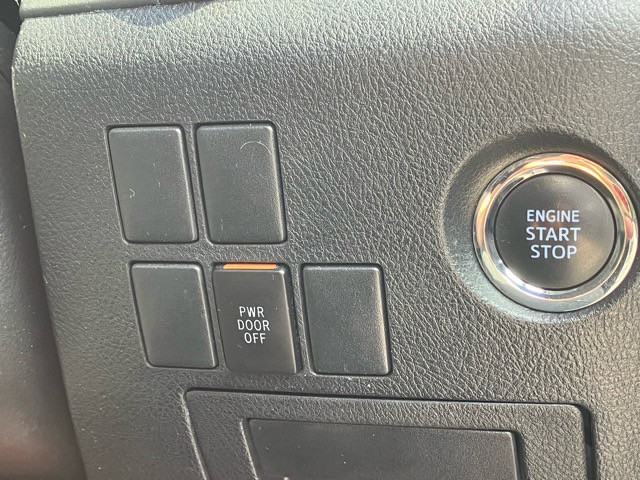 ENGINE
START
STOP
PWR
DOOR
OFF